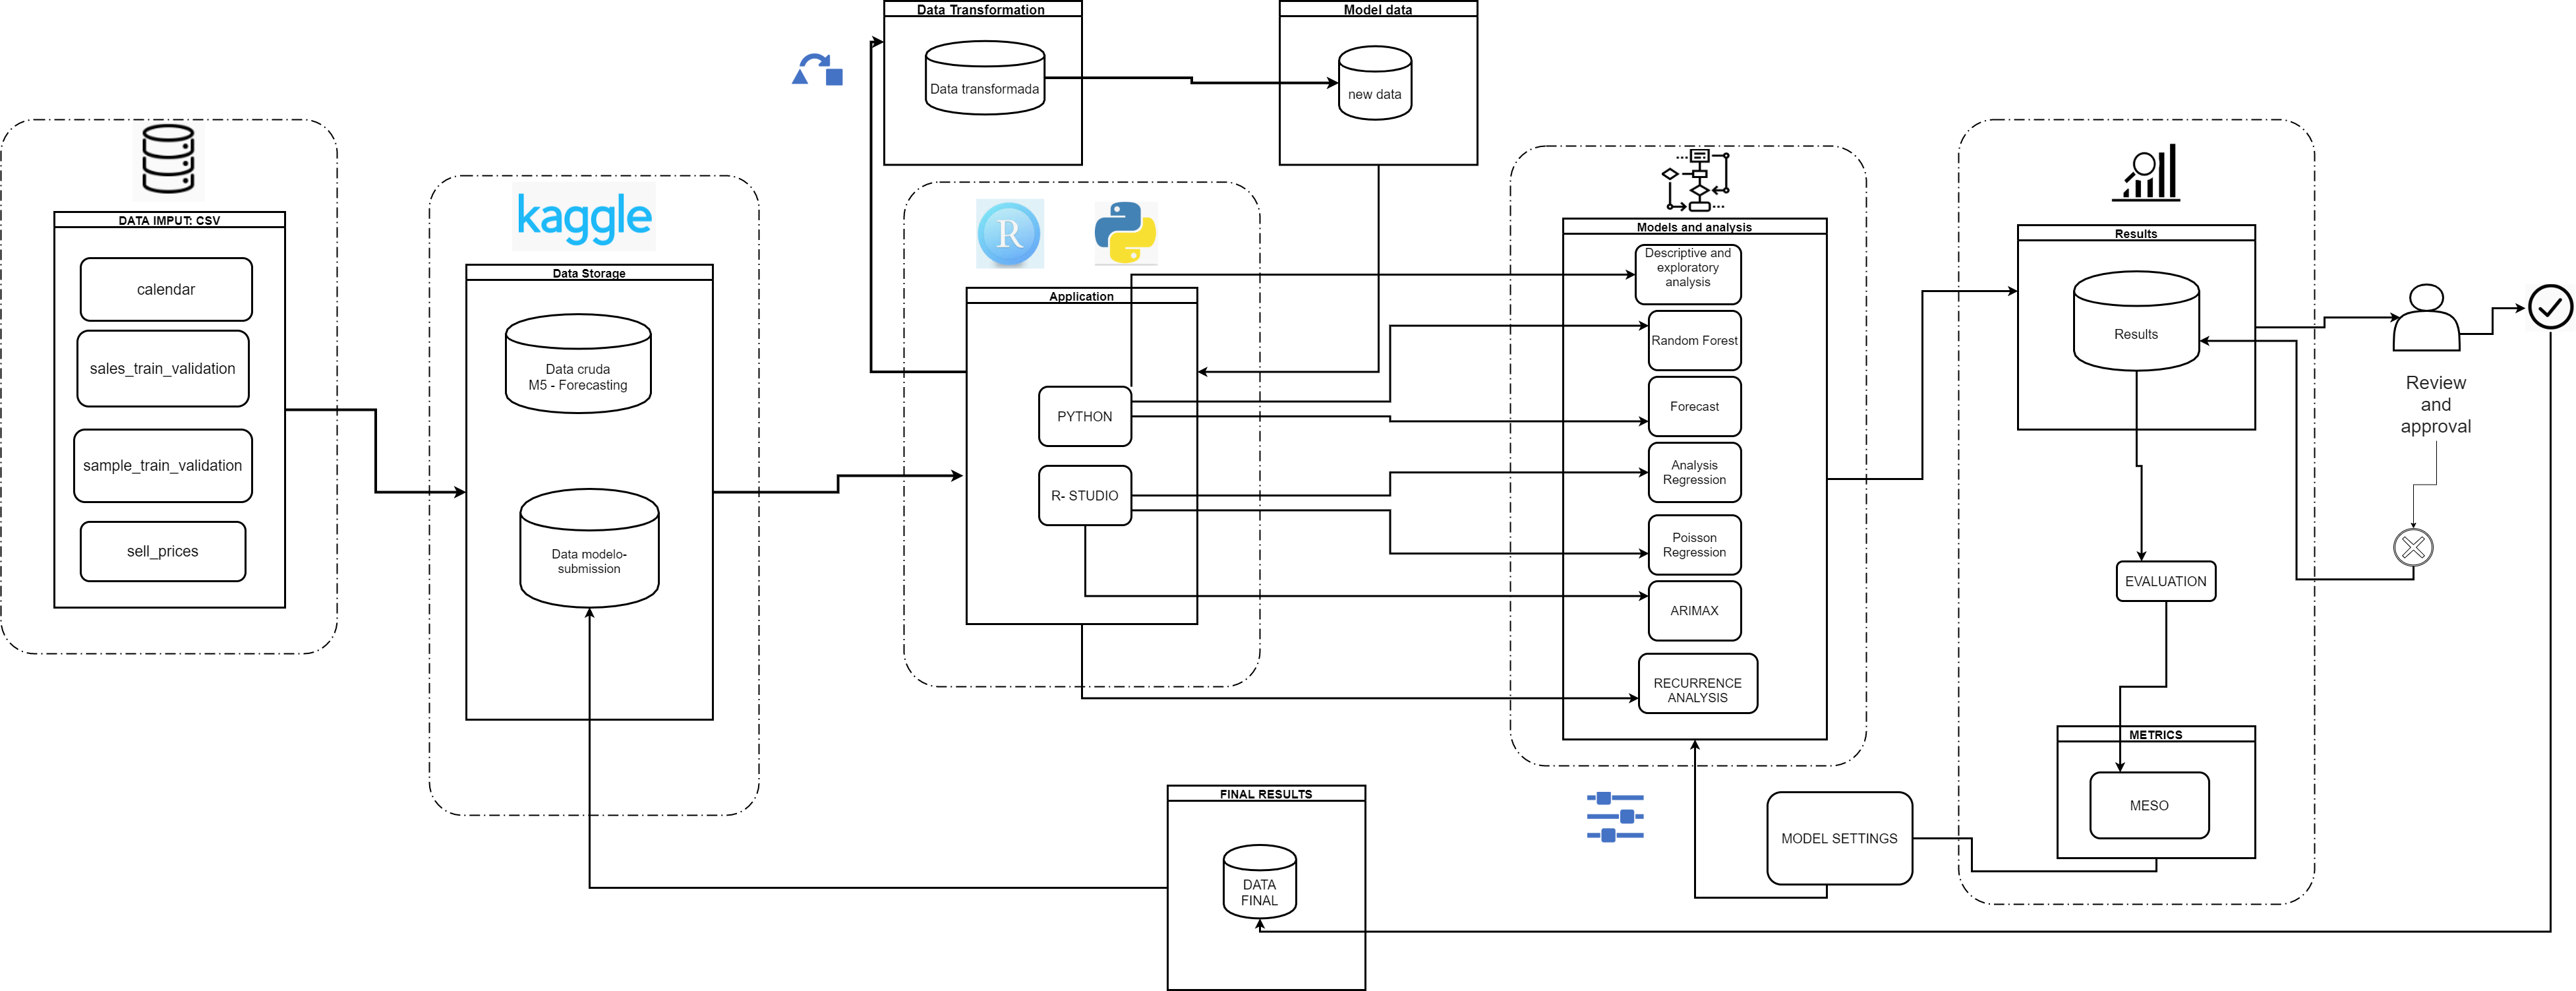 DATA IMPUT: CSV
calendar
sales_train_validation
sample_train_validation
sell_prices
kaggle
Data Storage
Data cruda
M5 - Forecasting
Data modelo-
submission
Data Transformation
Data transformada
Model data
new data
R
Application
PYTHON
R- STUDIO
Models and analysis
Descriptive and
exploratory
analysis
Random Forest
Forecast
Analysis
Regression
Poisson
Regression
ARIMAX
RECURRENCE
ANALYSIS
Results
Results
EVALUATION
METRICS
MESO
MODEL SETTINGS
Review
and
approval
FINAL RESULTS
DATA
FINAL